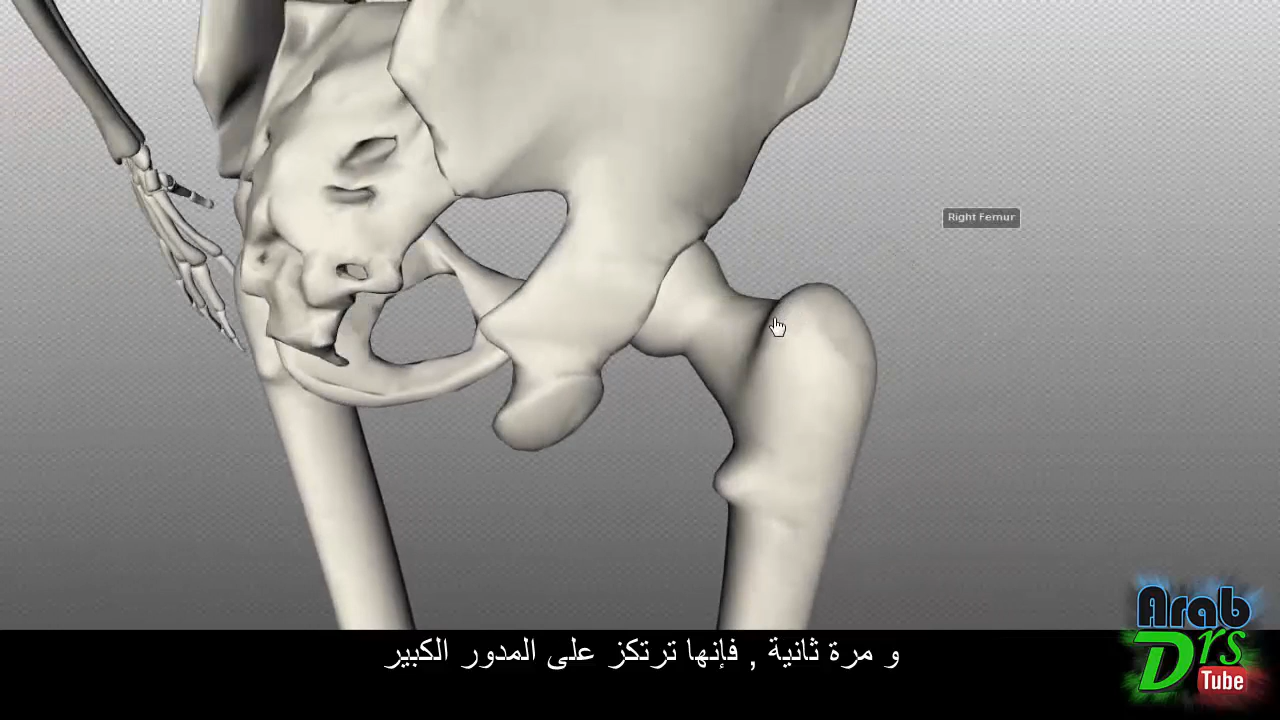 Right Femur
و مرة ثانية , فإنها ترتكز على المدور الكبير
Arab
Drs
Tube